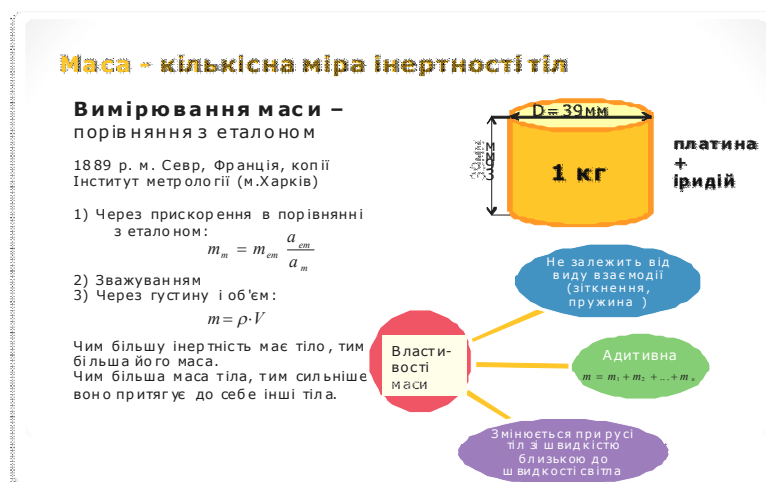 Маса – кількісна міра інертності тіл
Вимірювання маси –
порівняння з еталоном
1889 р. м. Севр, Франція, копії
Інститут метрології (м.Харків)
1) Через прискорення в порівнянні
з еталоном:
m_т = m_ет a_ет / a_т
2) Зважуванням
3) Через густину і об'єм:
m = ρ·V
Чим більшу інертність має тіло, тим
більша його маса.
Чим більша маса тіла, тим сильніше
воно притягує до себе інші тіла.
D = 39мм
39мм
1 кг
платина
+
іридій
Власти-
вості
маси
Не залежить від
виду взаємодії
(зіткнення,
пружина )
Адитивна
m = m₁ + m₂ + ...+ mₙ
Змінюється при русі
тіл зі швидкістю
близькою до
швидкості світла